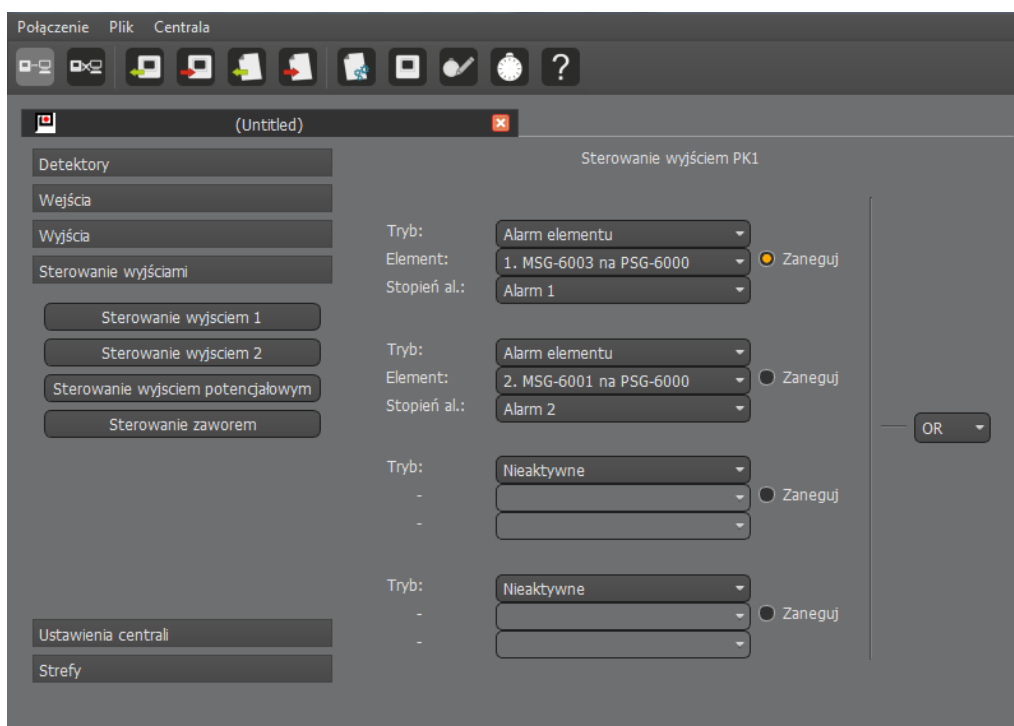 Połączenie Plik Centrala
?
(Untitled)
Detektory
Wejścia
Wyjścia
Sterowanie wyjściami
Sterowanie wyjsciem 1
Sterowanie wyjsciem 2
Sterowanie wyjsciem potencjałowym
Sterowanie zaworem
Ustawienia centrali
Strefy
Sterowanie wyjściem PK1
Tryb: Alarm elementu
Element: 1. MSG-6003 na PSG-6000 Zaneguj
Stopień al.: Alarm 1
Tryb: Alarm elementu
Element: 2. MSG-6001 na PSG-6000 Zaneguj
Stopień al.: Alarm 2
OR
Tryb: Nieaktywne
- Zaneguj
-
Tryb: Nieaktywne
- Zaneguj
-